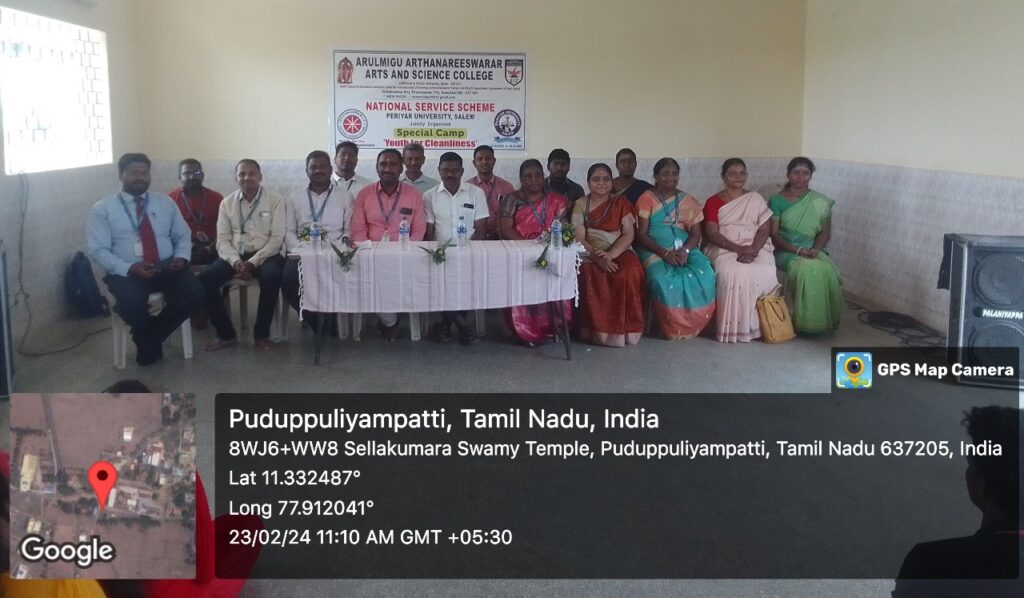 ARULMIGU ARTHANAREESWARAR
ARTS AND SCIENCE COLLEGE
NATIONAL SERVICE SCHEME
PERIYAR UNIVERSITY, SALEM
Jointly Organized
Special Camp
"Youth for Cleanliness"
PALANIYAPPA
GPS Map Camera
Puduppuliyampatti, Tamil Nadu, India
8WJ6+WW8 Sellakumara Swamy Temple, Puduppuliyampatti, Tamil Nadu 637205, India
Lat 11.332487°
Long 77.912041°
23/02/24 11:10 AM GMT +05:30
Google